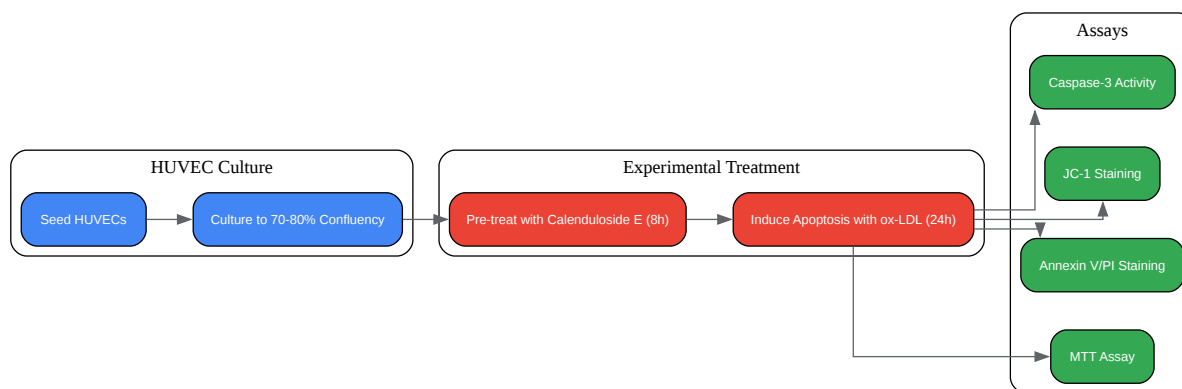 HUVEC Culture
Seed HUVECs
Culture to 70-80% Confluency
Experimental Treatment
Pre-treat with Calenduloside E (8h)
Induce Apoptosis with ox-LDL (24h)
Assays
Caspase-3 Activity
JC-1 Staining
Annexin V/PI Staining
MTT Assay